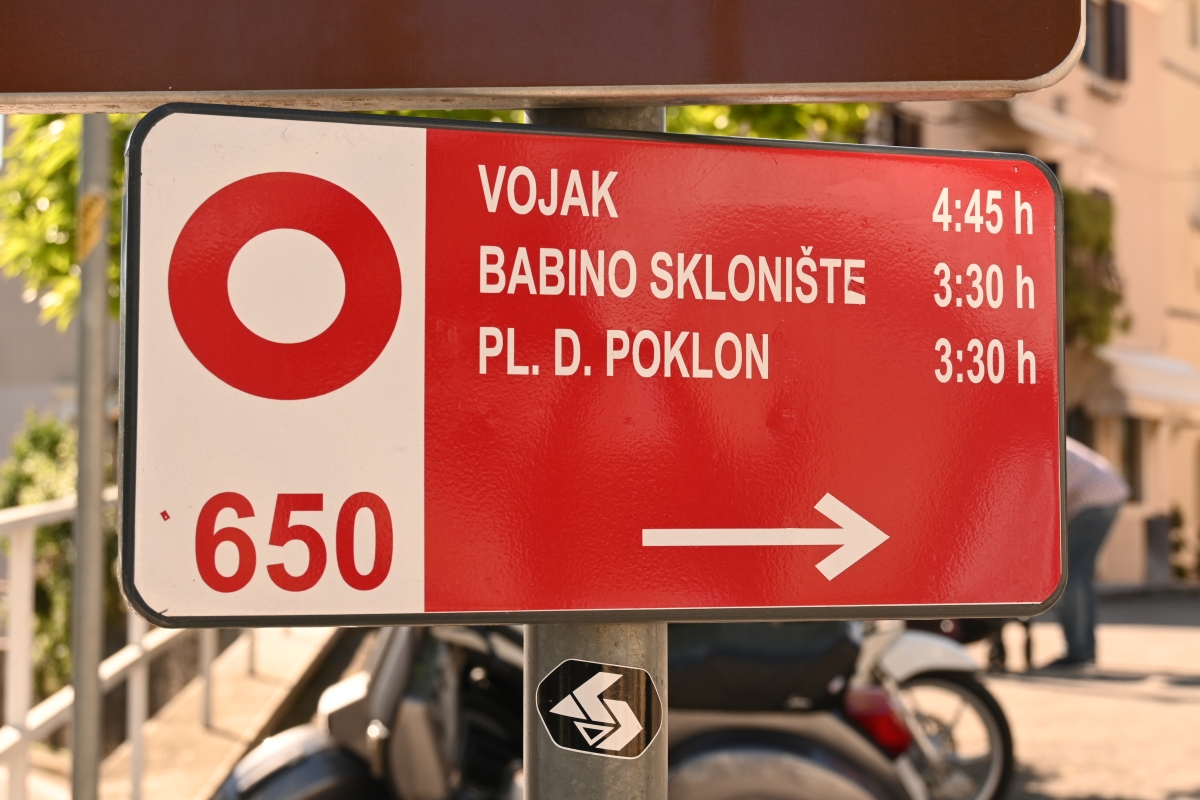 VOJAK 4:45 h
BABINO SKLONIŠTE 3:30 h
PL. D. POKLON 3:30 h
650